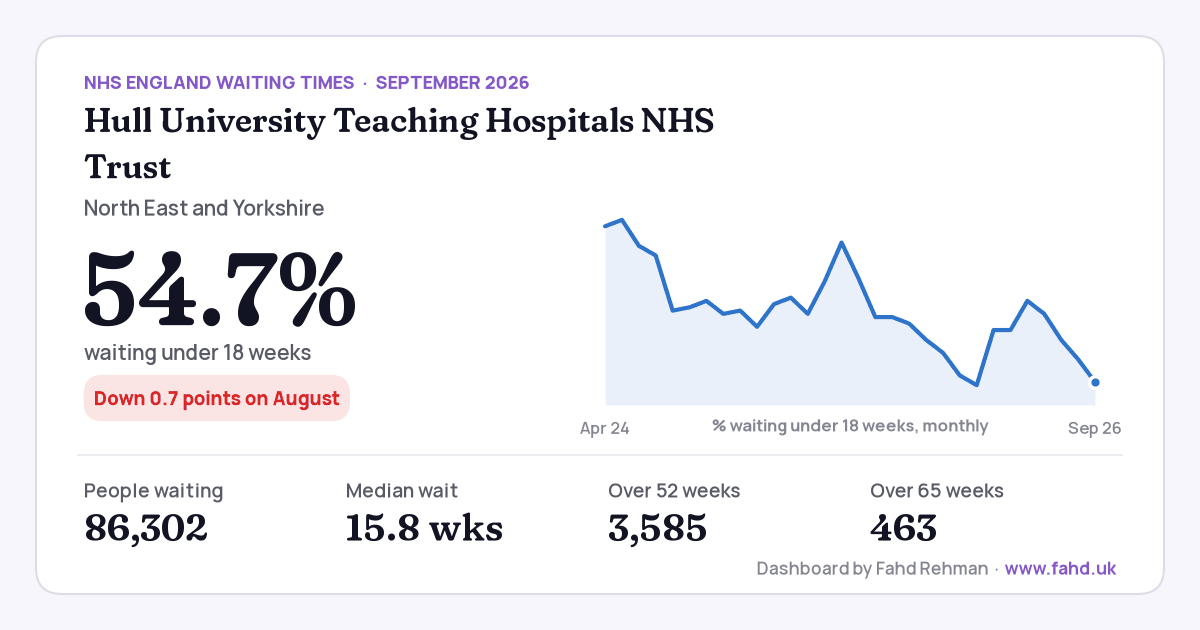 NHS ENGLAND WAITING TIMES · SEPTEMBER 2026
Hull University Teaching Hospitals NHS
Trust
North East and Yorkshire
54.7%
waiting under 18 weeks
Down 0.7 points on August
Apr 24
% waiting under 18 weeks, monthly
Sep 26
People waiting
86,302
Median wait
15.8 wks
Over 52 weeks
3,585
Over 65 weeks
463
Dashboard by Fahd Rehman · www.fahd.uk